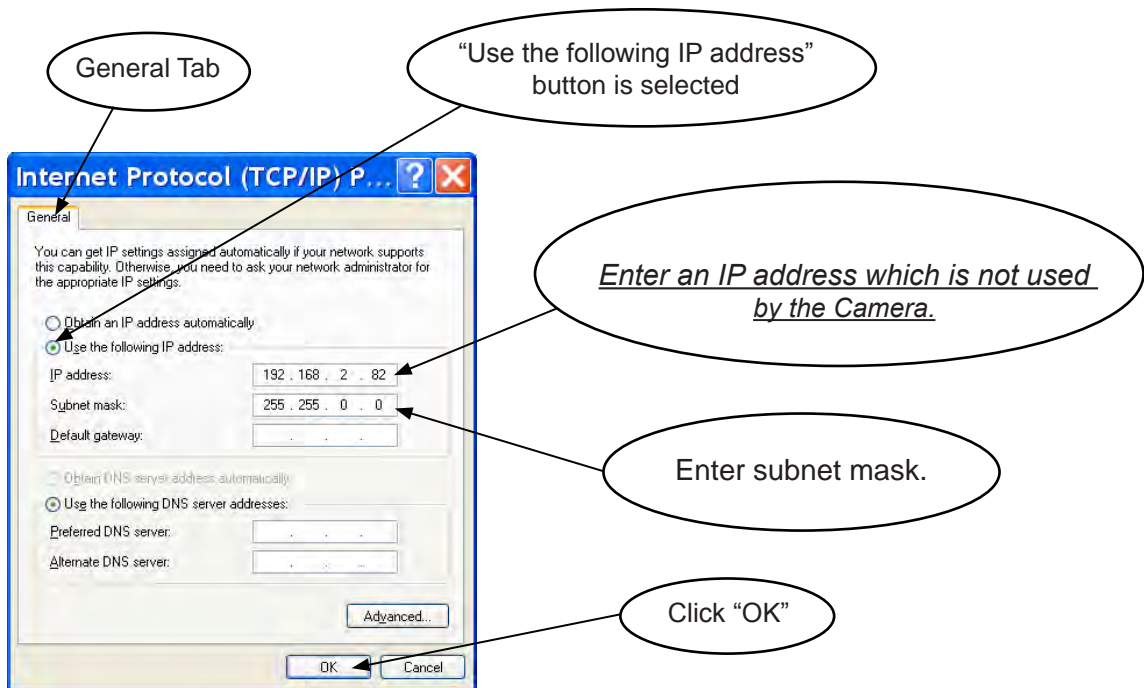 General Tab
“Use the following IP address”
button is selected
Internet Protocol (TCP/IP) P...
General
You can get IP settings assigned automatically if your network supports
this capability. Otherwise, you need to ask your network administrator for
the appropriate IP settings.
Obtain an IP address automatically
Use the following IP address:
IP address: 192 . 168 . 2 . 82
Subnet mask: 255 . 255 . 0 . 0
Default gateway: . . .
Enter an IP address which is not used
by the Camera.
Enter subnet mask.
Obtain DNS server address automatically
Use the following DNS server addresses:
Preferred DNS server: . . .
Alternate DNS server: . . .
Advanced...
Click “OK”
OK Cancel